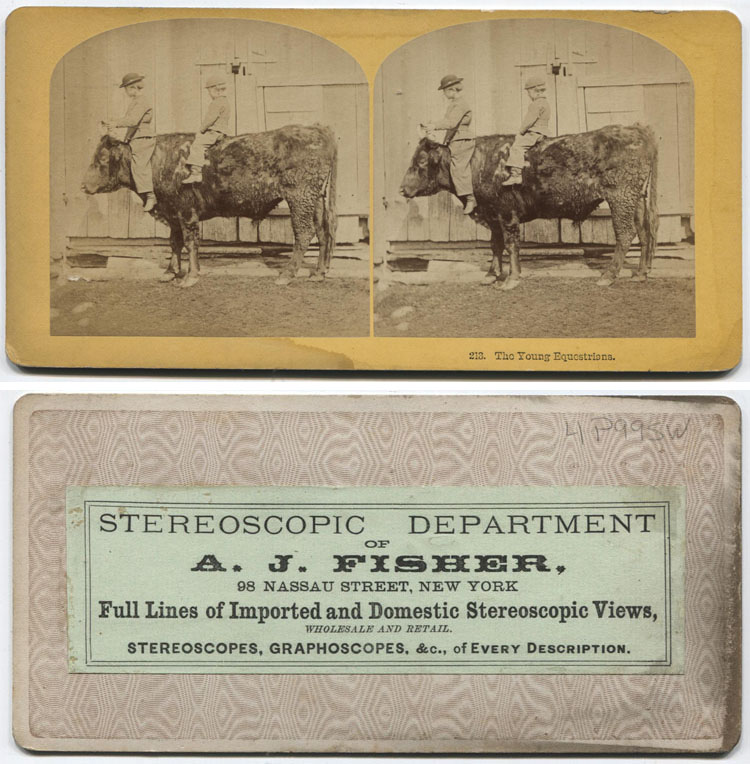 213. The Young Equestrians.
4P99SW
STEREOSCOPIC DEPARTMENT
OF
A. J. FISHER,
98 NASSAU STREET, NEW YORK
Full Lines of Imported and Domestic Stereoscopic Views,
WHOLESALE AND RETAIL.
STEREOSCOPES, GRAPHOSCOPES, &c., of EVERY DESCRIPTION.